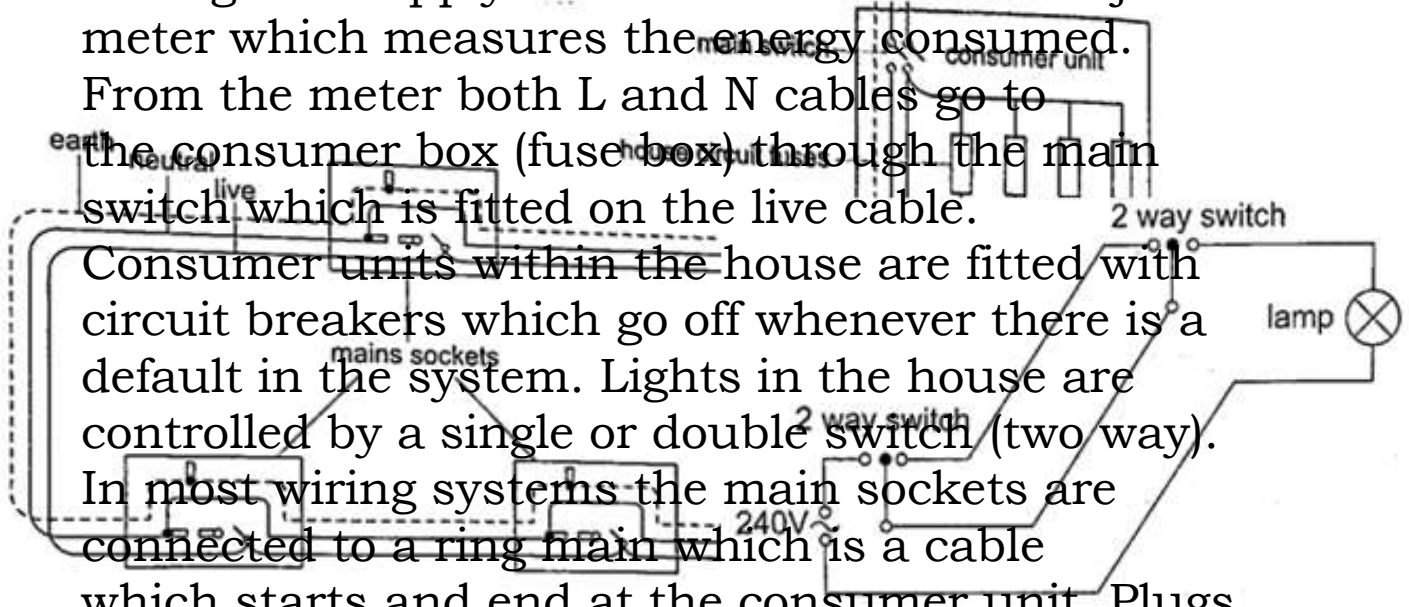 supply
meter which measures the energy consumed.
main switch
consumer unit
From the meter both L and N cables go to
earth
the consumer box (fuse box) through the main
neutral
house circuit fuses
live
switch which is fitted on the live cable.
2 way switch
Consumer units within the house are fitted with
circuit breakers which go off whenever there is a
lamp
mains sockets
default in the system. Lights in the house are
2 way switch
controlled by a single or double switch (two way).
In most wiring systems the main sockets are
240V
connected to a ring main which is a cable
which starts and end at the consumer unit. Plugs